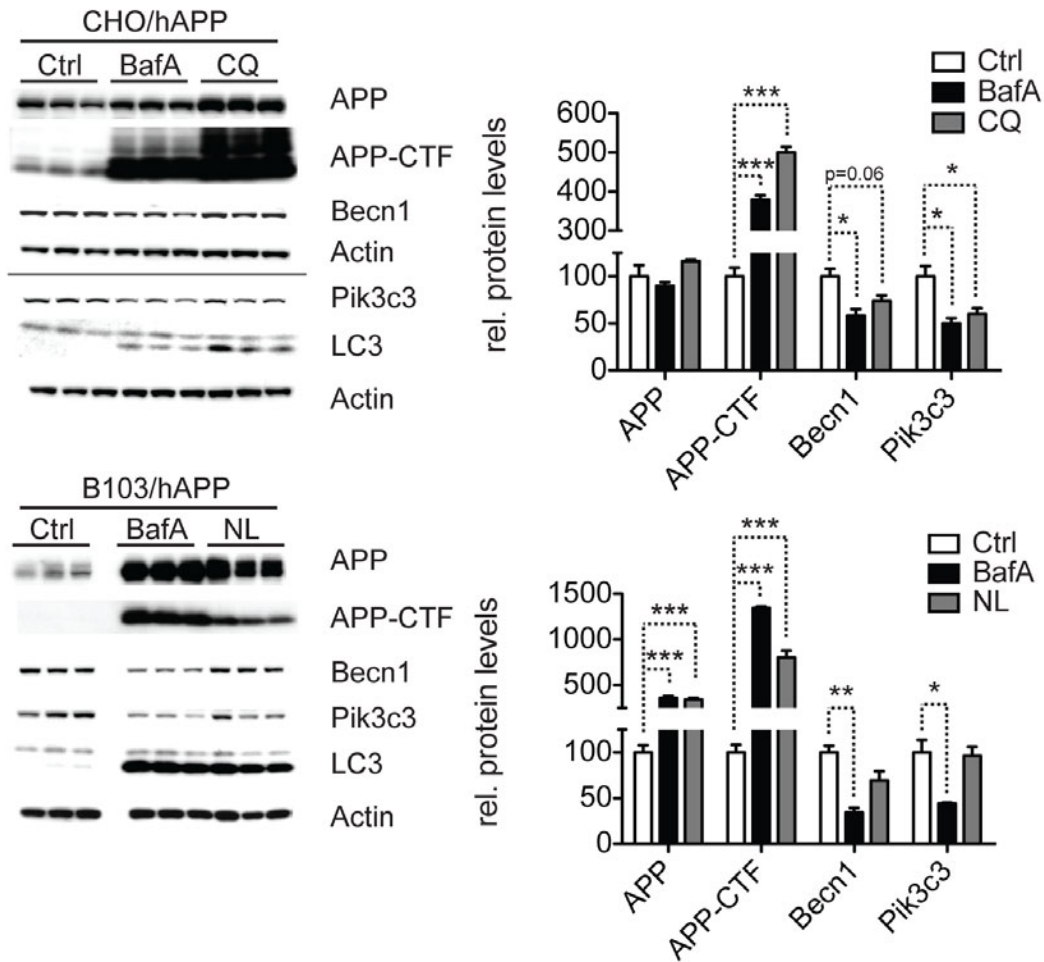 CHO/hAPP
Ctrl BafA CQ
APP
APP-CTF
Becn1
Actin
Pik3c3
LC3
Actin
Ctrl
BafA
CQ
rel. protein levels
600
500
400
300
100
50
0
***
***
p=0.06
*
*
*
APP
APP-CTF
Becn1
Pik3c3
B103/hAPP
Ctrl BafA NL
APP
APP-CTF
Becn1
Pik3c3
LC3
Actin
Ctrl
BafA
NL
rel. protein levels
1500
1000
500
100
50
0
***
***
***
***
**
*
APP
APP-CTF
Becn1
Pik3c3